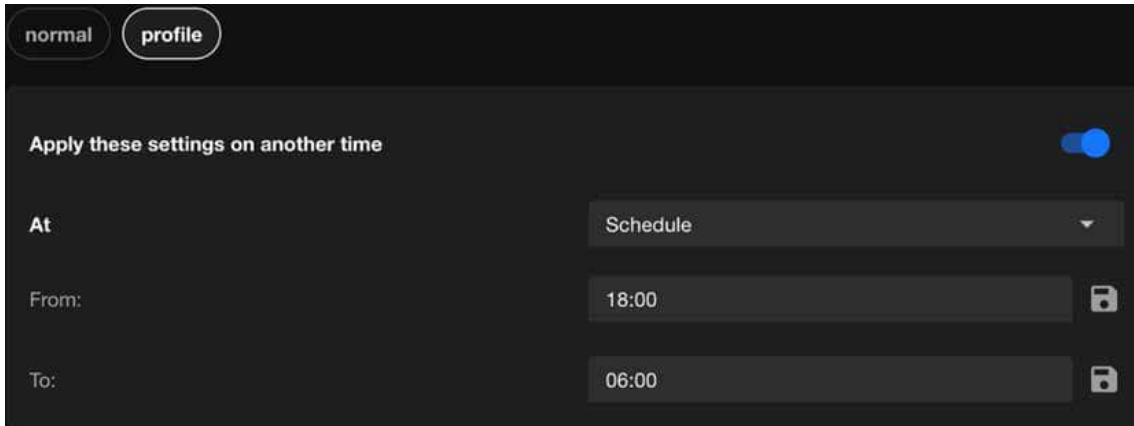 normal profile
Apply these settings on another time
At Schedule
From: 18:00
To: 06:00